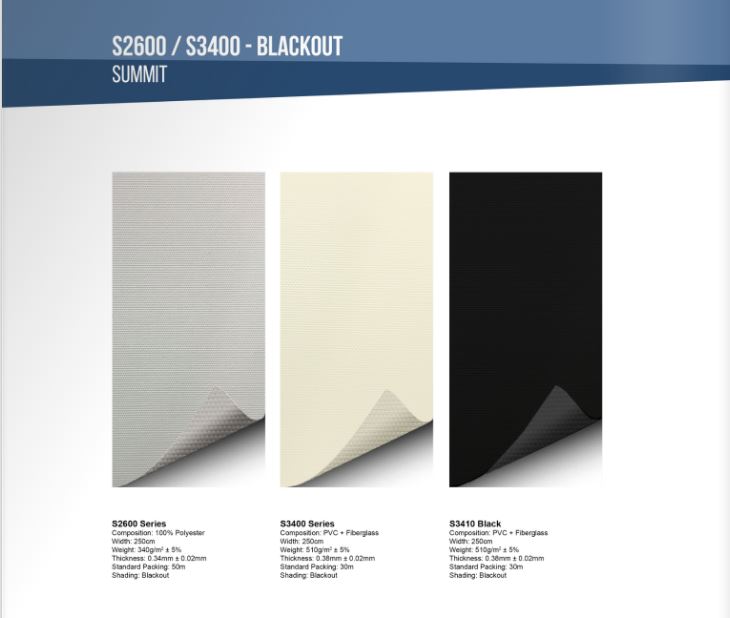 S2600 / S3400 - BLACKOUT
SUMMIT
S2600 Series
Composition: 100% Polyester
Width: 250cm
Weight: 340g/m² ± 5%
Thickness: 0.34mm ± 0.02mm
Standard Packing: 50m
Shading: Blackout
S3400 Series
Composition: PVC + Fiberglass
Width: 250cm
Weight: 510g/m² ± 5%
Thickness: 0.38mm ± 0.02mm
Standard Packing: 30m
Shading: Blackout
S3410 Black
Composition: PVC + Fiberglass
Width: 250cm
Weight: 510g/m² ± 5%
Thickness: 0.38mm ± 0.02mm
Standard Packing: 30m
Shading: Blackout